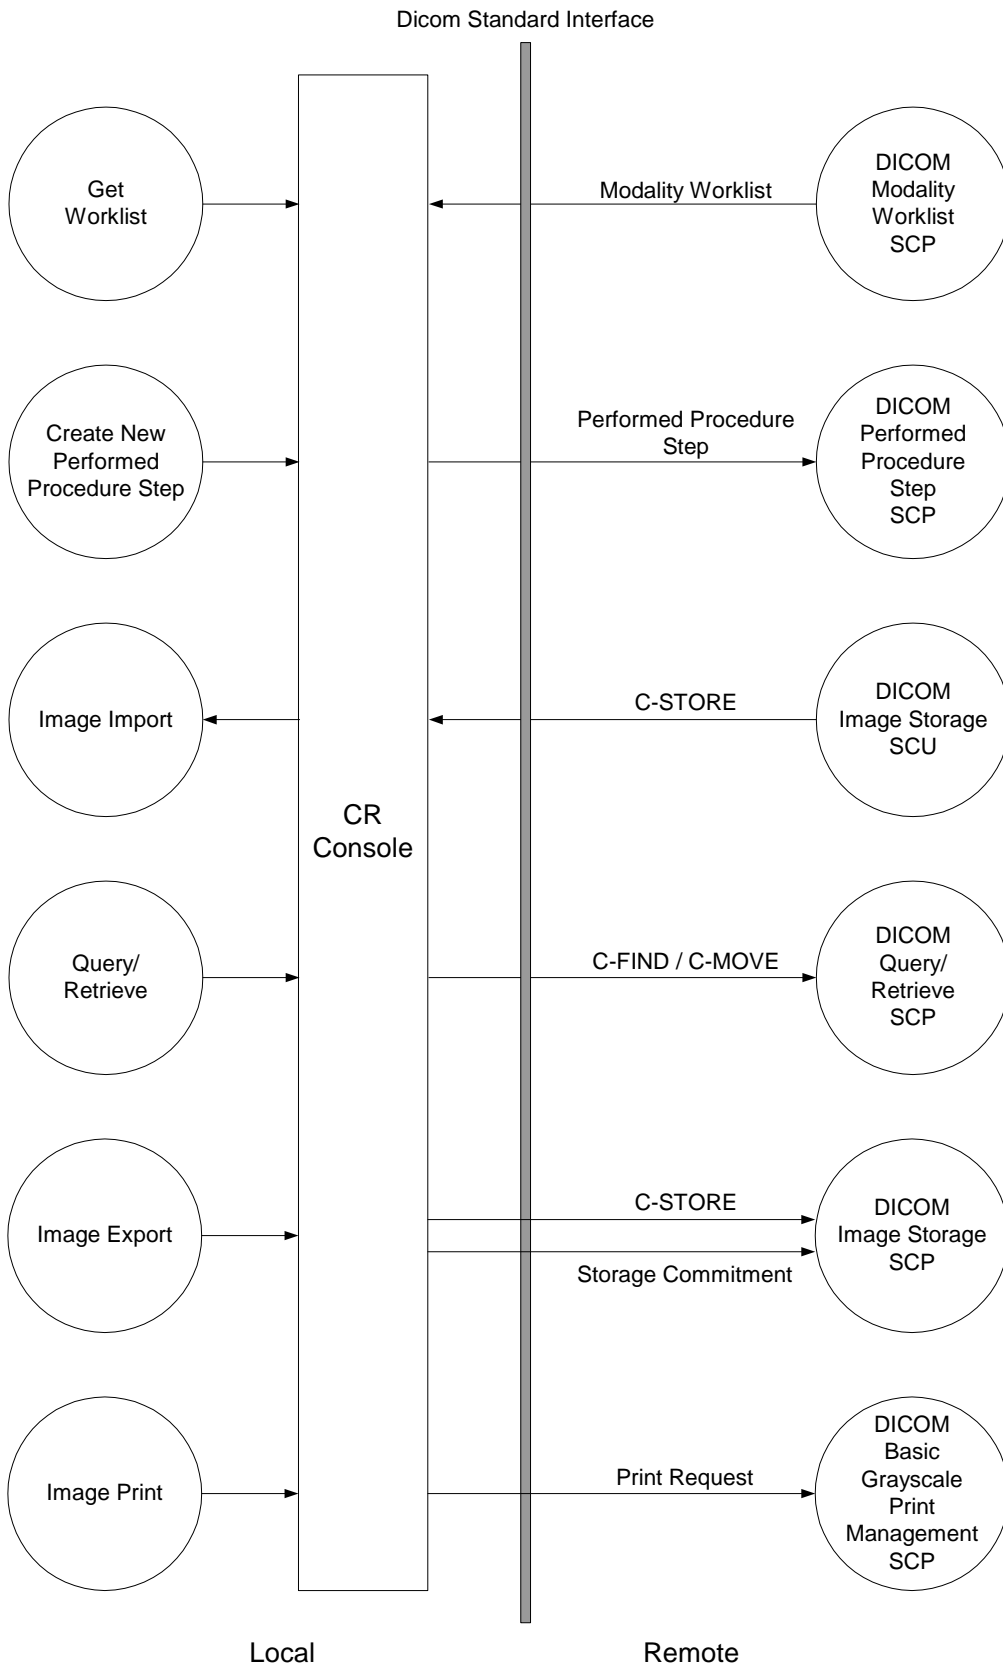 Dicom Standard Interface
Get
Worklist
Modality Worklist
DICOM
Modality
Worklist
SCP
Create New
Performed
Procedure Step
Performed Procedure
Step
DICOM
Performed
Procedure
Step
SCP
Image Import
C-STORE
DICOM
Image Storage
SCU
CR
Console
Query/
Retrieve
C-FIND / C-MOVE
DICOM
Query/
Retrieve
SCP
Image Export
C-STORE
Storage Commitment
DICOM
Image Storage
SCP
Image Print
Print Request
DICOM
Basic
Grayscale
Print
Management
SCP
Local
Remote